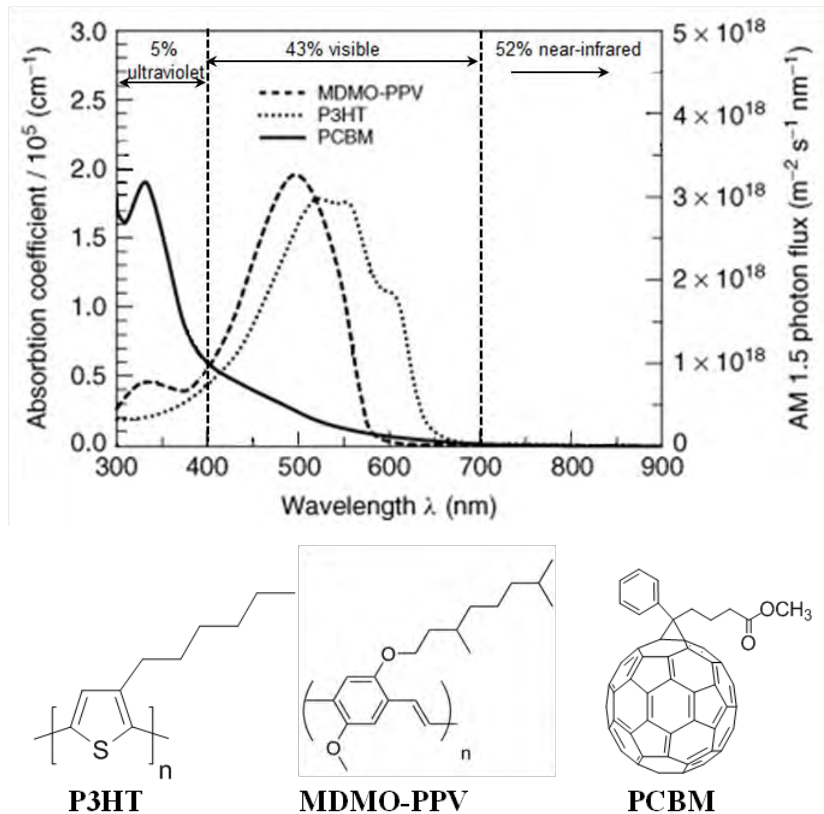 5%
ultraviolet
43% visible
52% near-infrared
MDMO-PPV
P3HT
PCBM
Absorbtion coefficient / 10⁵ (cm⁻¹)
3.0
2.5
2.0
1.5
1.0
0.5
0.0
5×10¹⁸
4×10¹⁸
3×10¹⁸
2×10¹⁸
1×10¹⁸
0
AM 1.5 photon flux (m⁻² s⁻¹ nm⁻¹)
300 400 500 600 700 800 900
Wavelength λ (nm)
S
n
P3HT
O
O
n
MDMO-PPV
OCH₃
O
PCBM